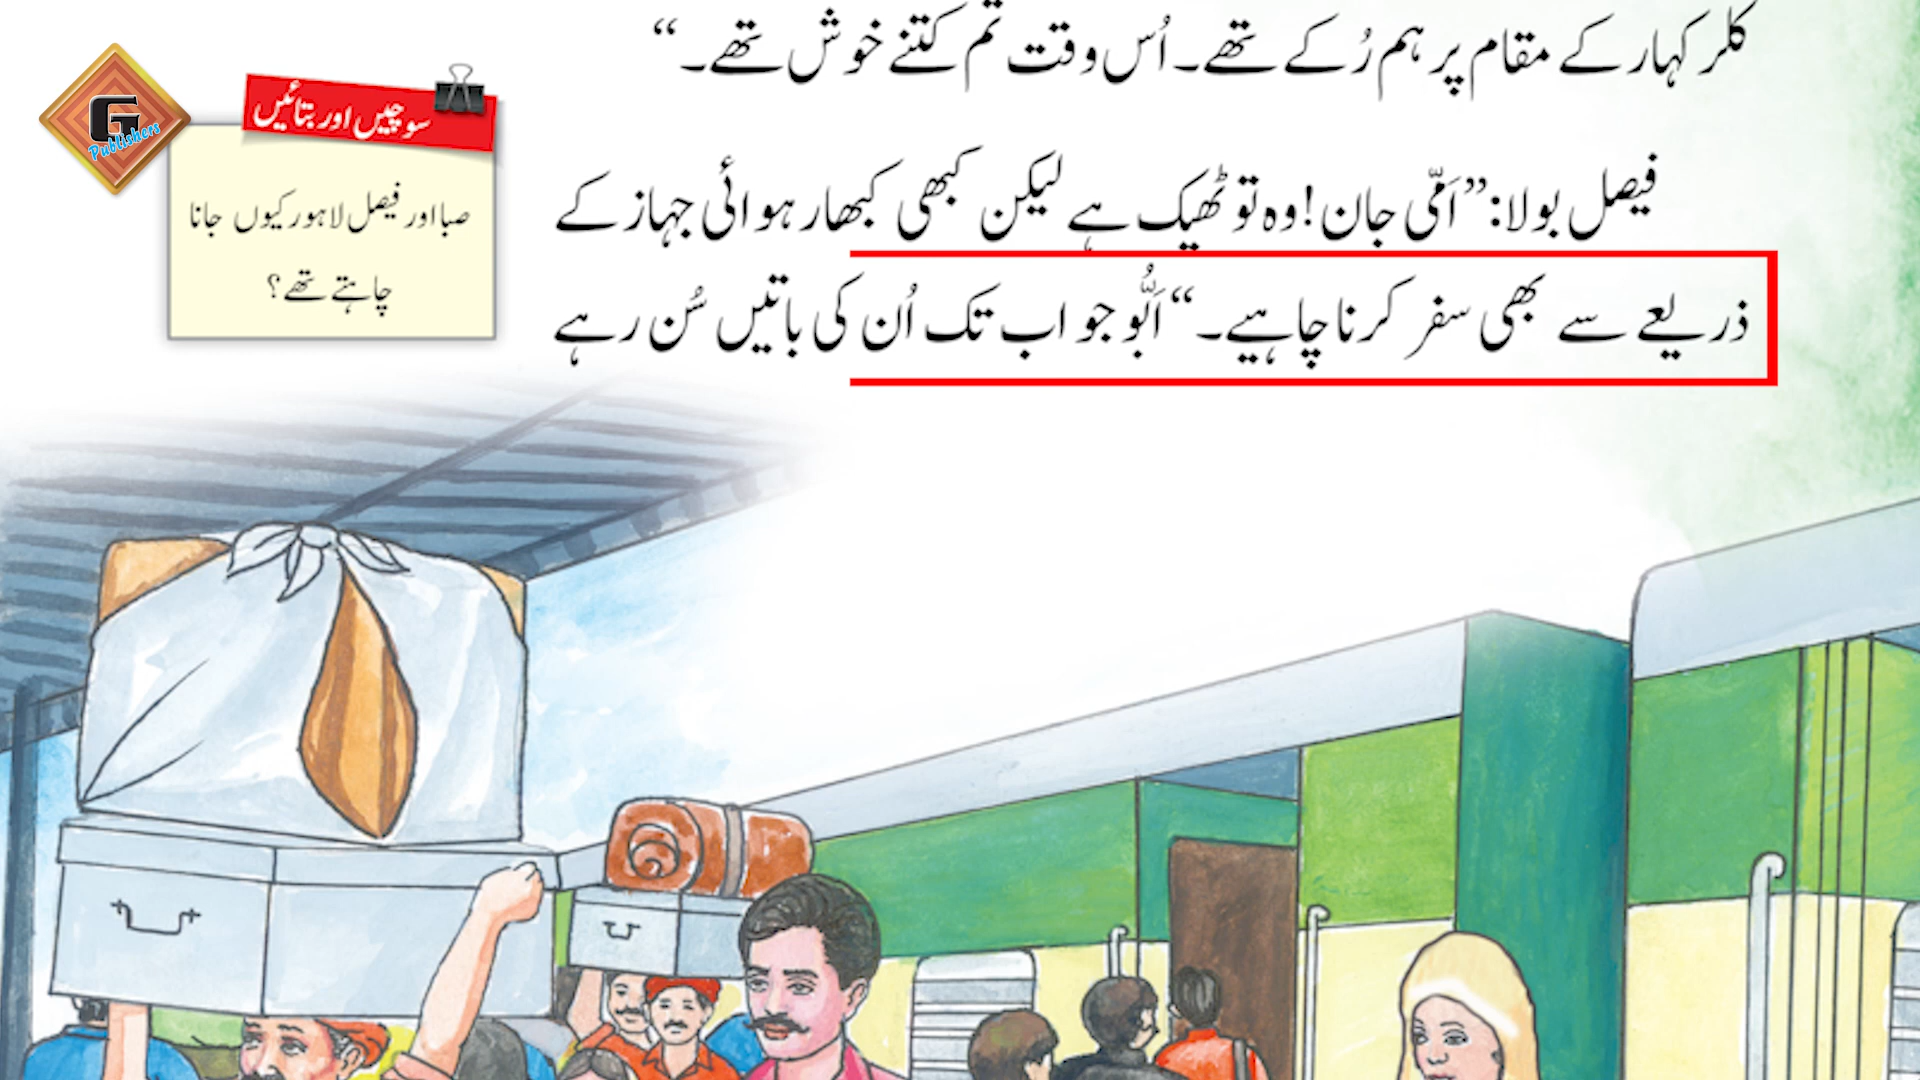 کلر کہار کے مقام پر ہم رُکے تھے۔ اُس وقت تم کتنے خوش تھے۔“
فیصل بولا: ”اَمّی جان! وہ تو ٹھیک ہے لیکن کبھی کبھار ہوائی جہاز کے
ذریعے سے بھی سفر کرنا چاہیے۔“ اَبُّو جو اب تک اُن کی باتیں سُن رہے
سوچیں اور بتائیں
صبا اور فیصل لاہور کیوں جانا
چاہتے تھے؟
G
Publishers